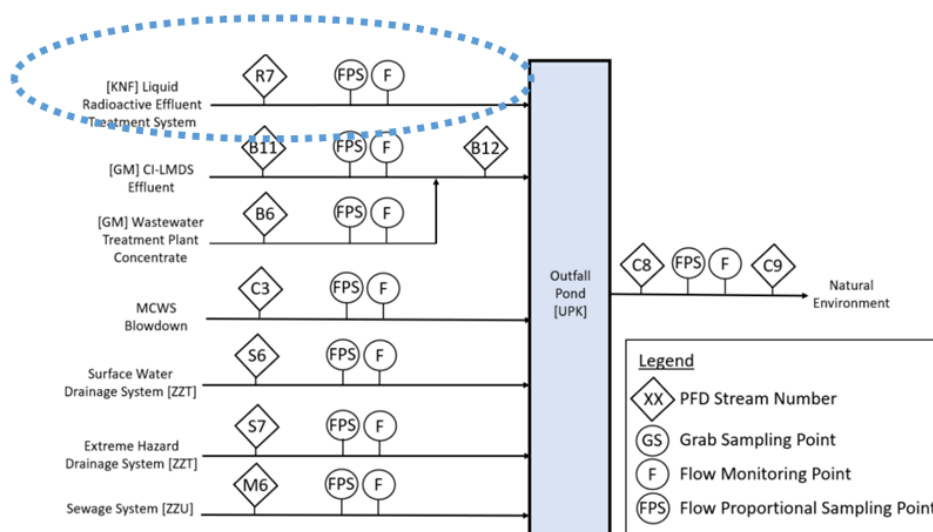 R7
FPS
F
[KNF] Liquid
Radioactive Effluent
Treatment System
B11
FPS
F
B12
[GM] CI-LMDS
Effluent
B6
FPS
F
[GM] Wastewater
Treatment Plant
Concentrate
C3
FPS
F
MCWS
Blowdown
S6
FPS
F
Surface Water
Drainage System [ZZT]
S7
FPS
F
Extreme Hazard
Drainage System [ZZT]
M6
FPS
F
Sewage System [ZZU]
Outfall
Pond
[UPK]
C8
FPS
F
C9
Natural
Environment
Legend
XX PFD Stream Number
GS Grab Sampling Point
F Flow Monitoring Point
FPS Flow Proportional Sampling Point